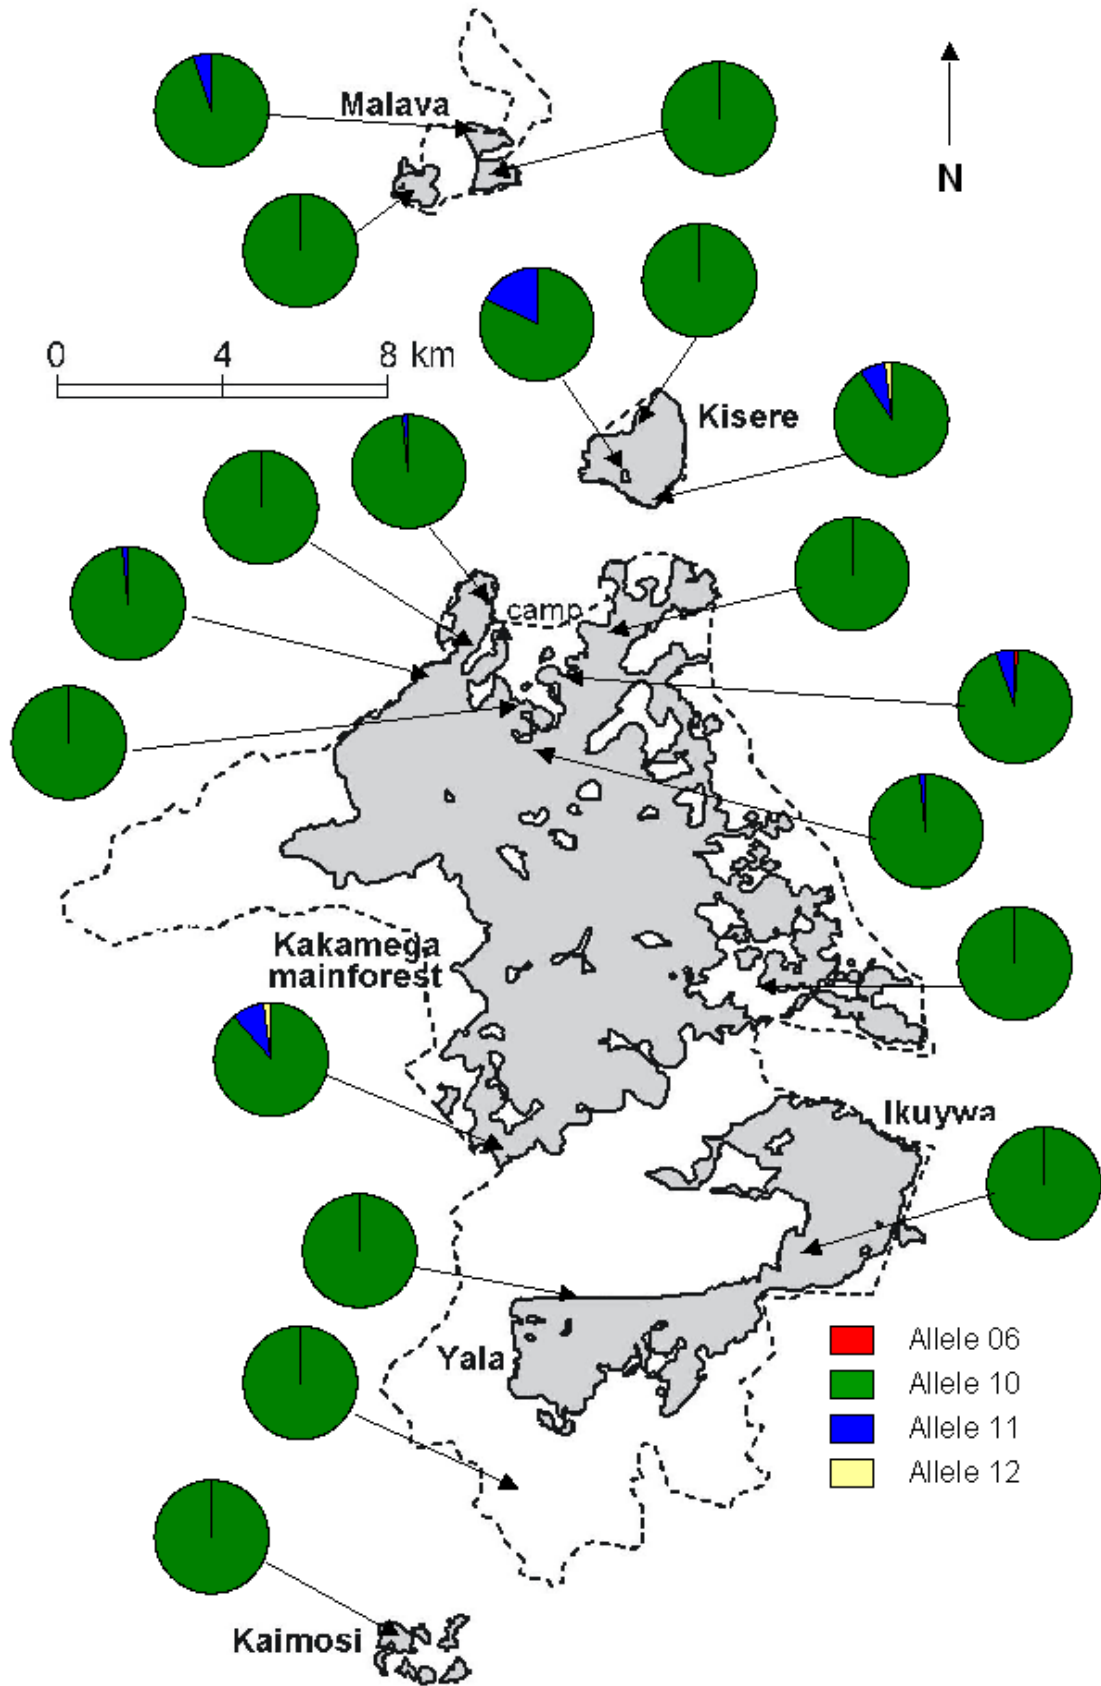 Malava
N
0 4 8 km
Kisere
camp
Kakamega
mainforest
Ikuywa
Allele 06
Yala
Allele 10
Allele 11
Allele 12
Kaimosi